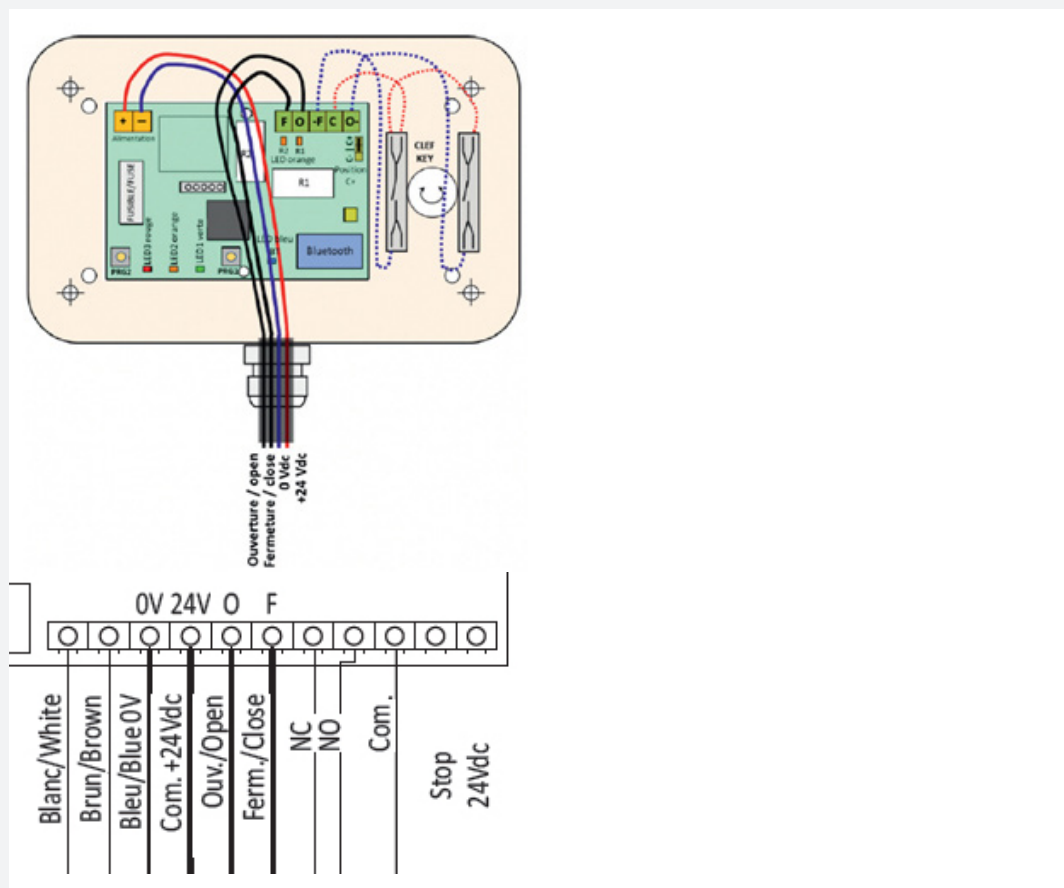 + −
Alimentation
F O -F C O-
R2 R1
LED orange
C+
C-
Position
C+
R2
R1
CLEF
KEY
C
FUSIBLE/FUSE
LED3 rouge
LED2 orange
LED1 verte
LED bleu
Bluetooth
PRG2
Ouverture / open
Fermeture / close
0 Vdc
+24 Vdc
0V 24V O F
Blanc/White
Brun/Brown
Bleu/Blue 0V
Com. +24Vdc
Ouv./Open
Ferm./Close
NC
NO
Com.
Stop
24Vdc